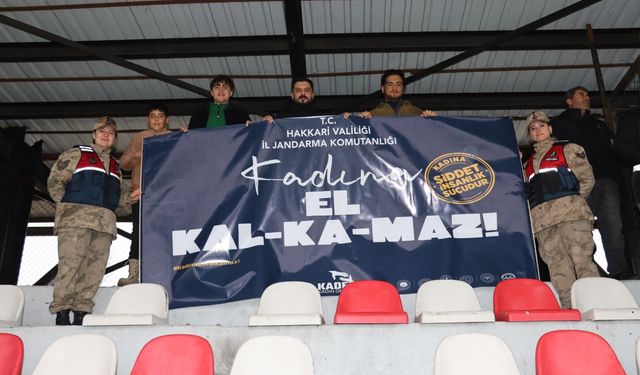 T.C.
HAKKARİ VALİLİĞİ
İL JANDARMA KOMUTANLIĞI
Kadına
EL
KAL-KA-MAZ!
KADINA
ŞİDDET
İNSANLIK
SUÇUDUR